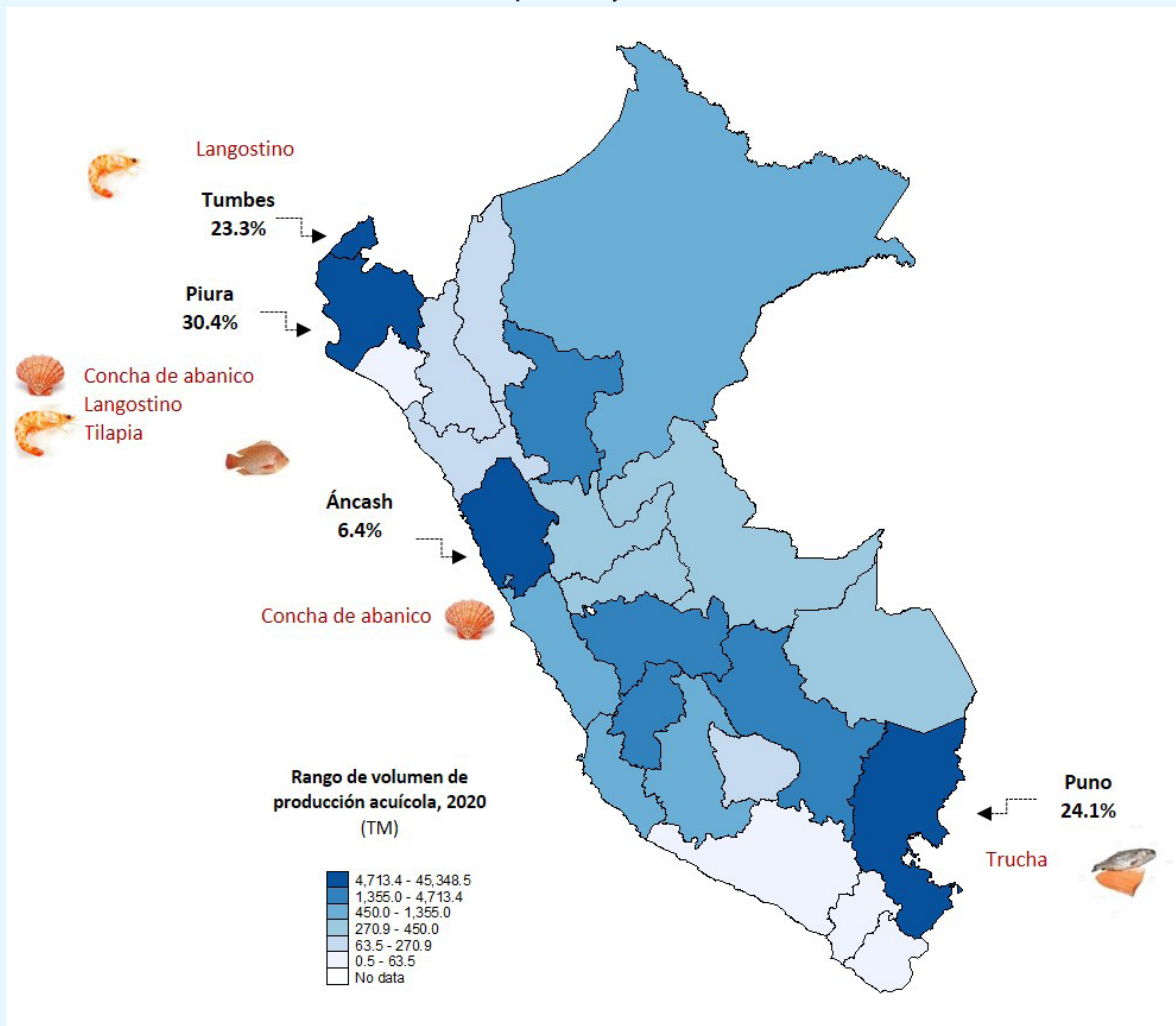 Langostino
Tumbes
23.3%
Piura
30.4%
Concha de abanico
Langostino
Tilapia
Áncash
6.4%
Concha de abanico
Rango de volumen de
producción acuícola, 2020
(TM)
4,713.4 - 45,348.5
1,355.0 - 4,713.4
450.0 - 1,355.0
270.9 - 450.0
63.5 - 270.9
0.5 - 63.5
No data
Puno
24.1%
Trucha